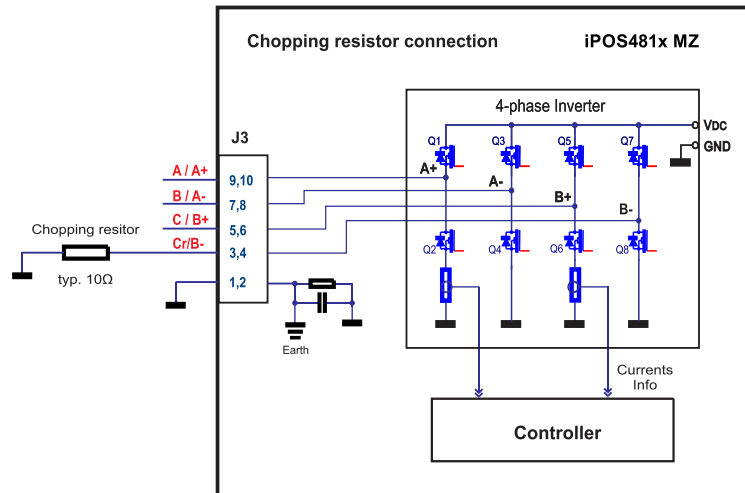 Chopping resistor connection
iPOS481x MZ
4-phase Inverter
J3
Q1
Q3
Q5
Q7
VDC
GND
A / A+
9,10
A+
B / A-
7,8
A-
C / B+
5,6
B+
Chopping resitor
Cr/B-
3,4
B-
Q2
Q4
Q6
Q8
typ. 10Ω
1,2
Earth
Currents
Info
Controller